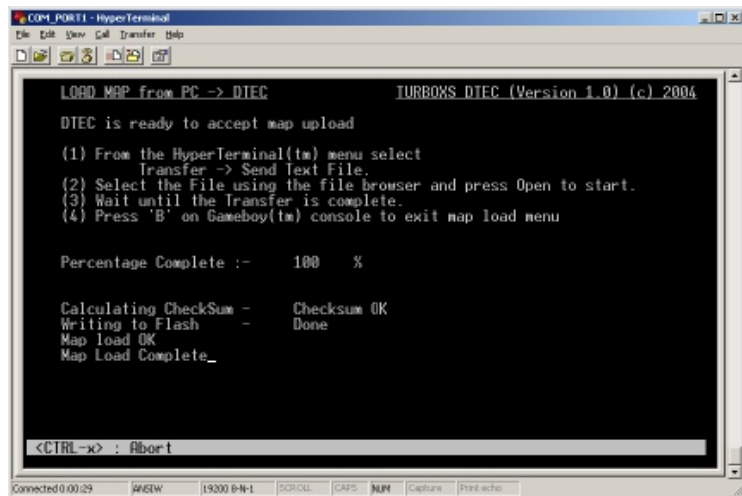 COM_PORT1 - HyperTerminal
File Edit View Call Transfer Help
LOAD MAP from PC -> DTEC TURBOXS DTEC (Version 1.0) (c) 2004
DTEC is ready to accept map upload
(1) From the HyperTerminal(tm) menu select
Transfer -> Send Text File.
(2) Select the File using the file browser and press Open to start.
(3) Wait until the Transfer is complete.
(4) Press 'B' on Gameboy(tm) console to exit map load menu
Percentage Complete :- 100 %
Calculating CheckSum - Checksum OK
Writing to Flash - Done
Map load OK
Map Load Complete_
<CTRL-x> : Abort
Connected 0:00:29 ANSIW 19200 8-N-1 SCROLL CAPS NUM Capture Print echo